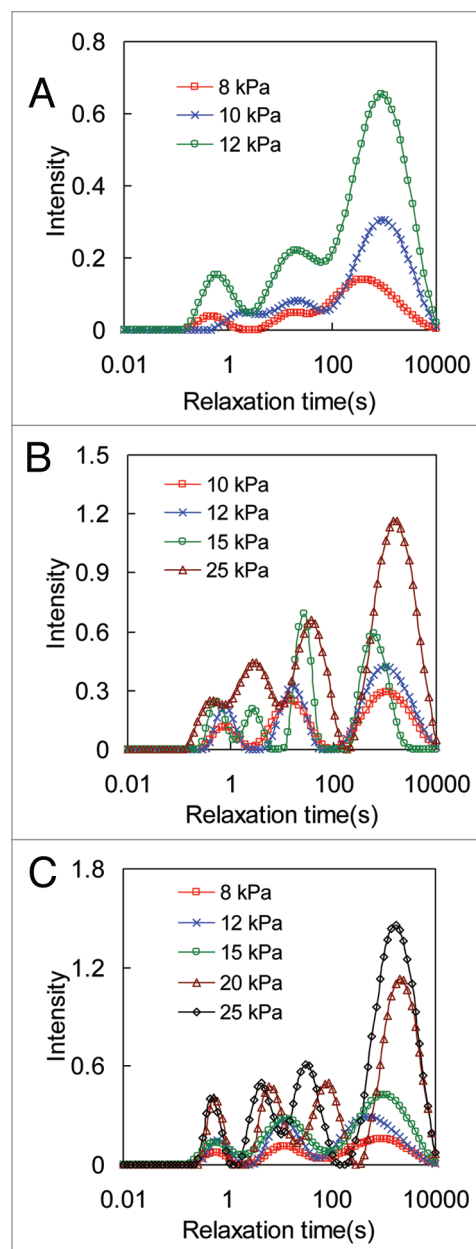 A
8 kPa
10 kPa
12 kPa
Intensity
0.8
0.6
0.4
0.2
0
0.01 1 100 10000
Relaxation time(s)
B
10 kPa
12 kPa
15 kPa
25 kPa
Intensity
1.5
1.2
0.9
0.6
0.3
0
0.01 1 100 10000
Relaxation time(s)
C
8 kPa
12 kPa
15 kPa
20 kPa
25 kPa
Intensity
1.8
1.2
0.6
0
0.01 1 100 10000
Relaxation time(s)